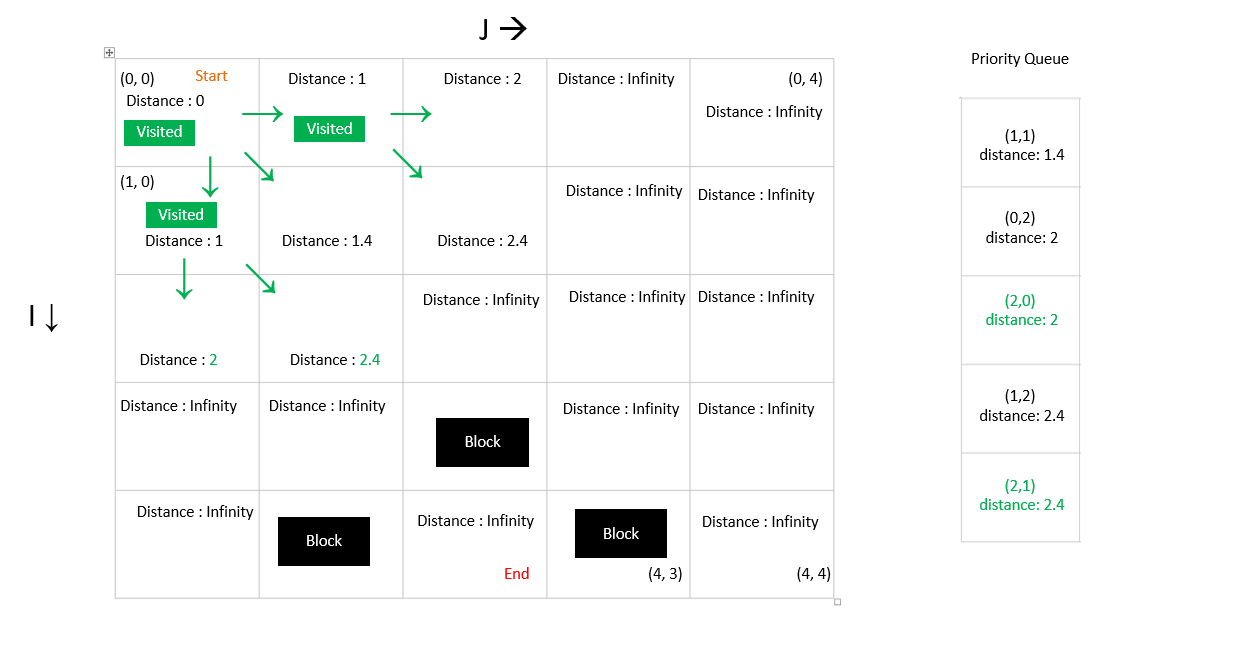 J →
Priority Queue
(0, 0) Start
Distance : 0
Visited
Distance : 1
Visited
Distance : 2
Distance : Infinity
(0, 4)
Distance : Infinity
(1, 0)
Visited
Distance : 1
Distance : 1.4
Distance : 2.4
Distance : Infinity
Distance : Infinity
I ↓
Distance : 2
Distance : 2.4
Distance : Infinity
Distance : Infinity
Distance : Infinity
Distance : Infinity
Distance : Infinity
Block
Distance : Infinity
Distance : Infinity
Distance : Infinity
Block
Distance : Infinity
End
Block
(4, 3)
Distance : Infinity
(4, 4)
(1,1)
distance: 1.4
(0,2)
distance: 2
(2,0)
distance: 2
(1,2)
distance: 2.4
(2,1)
distance: 2.4